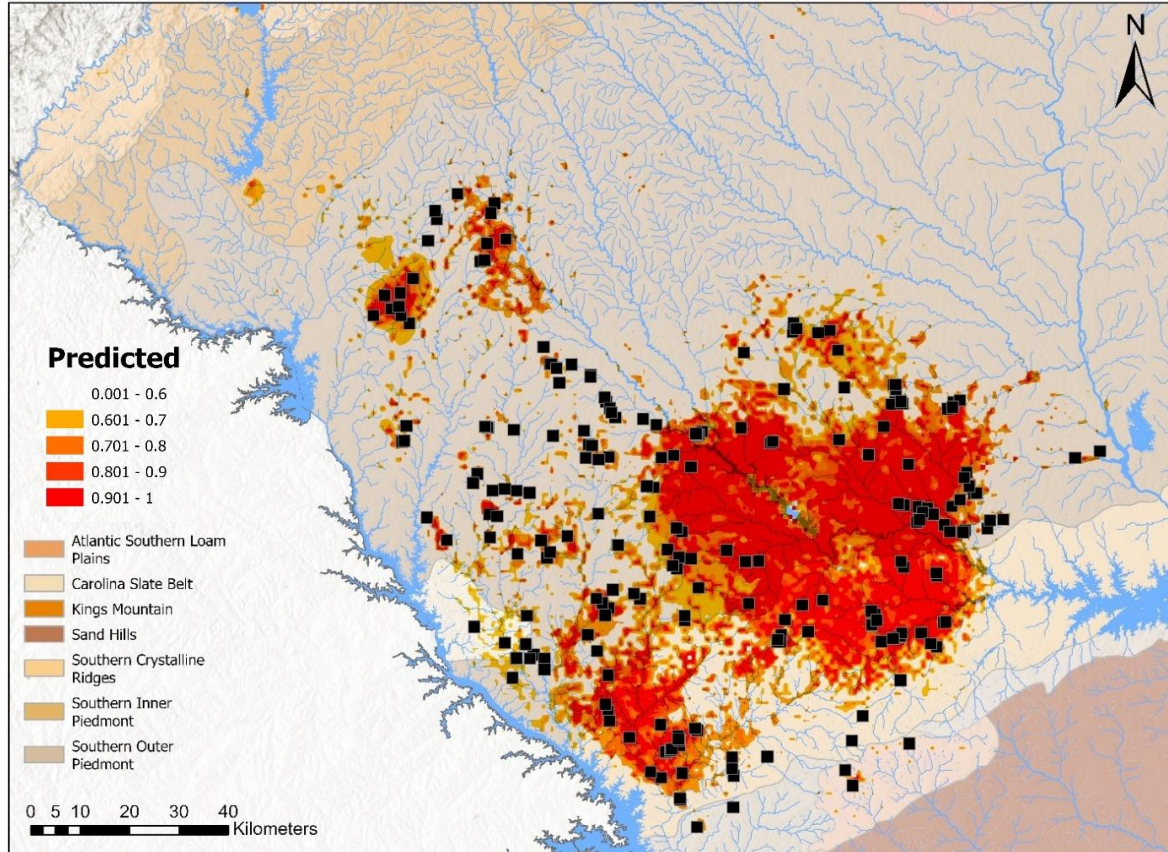 N
Predicted
0.001 - 0.6
0.601 - 0.7
0.701 - 0.8
0.801 - 0.9
0.901 - 1
Atlantic Southern Loam
Plains
Carolina Slate Belt
Kings Mountain
Sand Hills
Southern Crystalline
Ridges
Southern Inner
Piedmont
Southern Outer
Piedmont
0 5 10 20 30 40
Kilometers